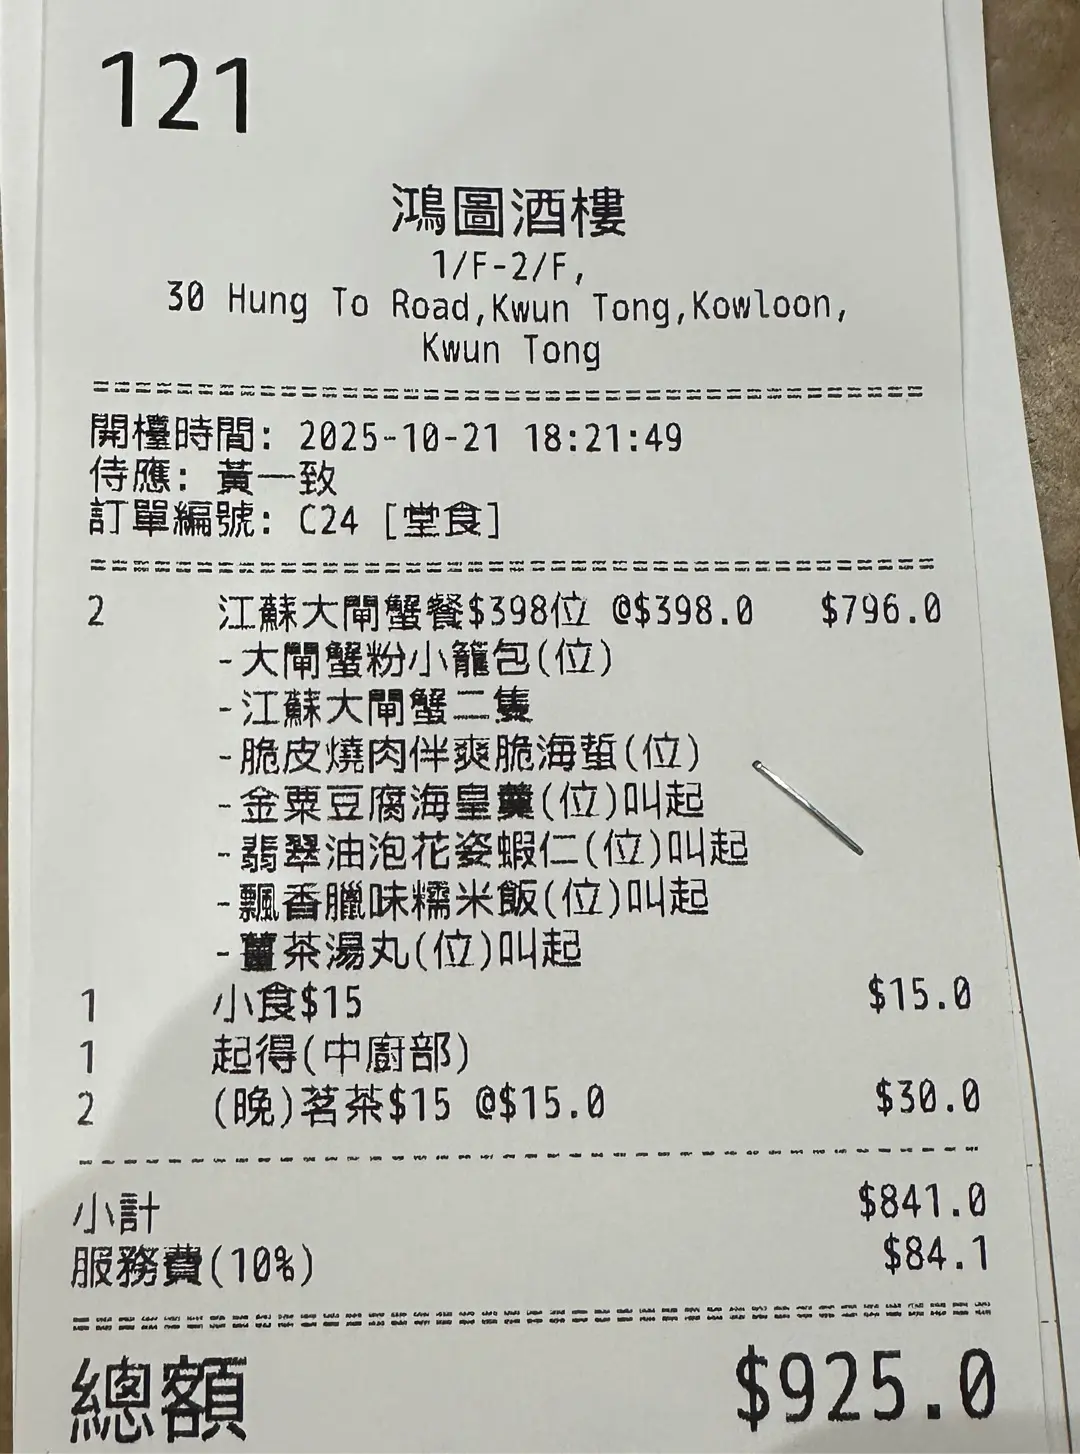 121
鴻圖酒樓
1/F-2/F,
30 Hung To Road,Kwun Tong,Kowloon,
Kwun Tong
開檯時間: 2025-10-21 18:21:49
侍應: 黃一致
訂單編號: C24 [堂食]
2 江蘇大閘蟹餐$398位 @$398.0 $796.0
-大閘蟹粉小籠包(位)
-江蘇大閘蟹二隻
-脆皮燒肉伴爽脆海蜇(位)
-金粟豆腐海皇羹(位)叫起
-翡翠油泡花姿蝦仁(位)叫起
-飄香臘味糯米飯(位)叫起
-薑茶湯丸(位)叫起
1 小食$15 $15.0
1 起得(中廚部)
2 (晚)茗茶$15 @$15.0 $30.0
小計 $841.0
服務費(10%) $84.1
總額 $925.0